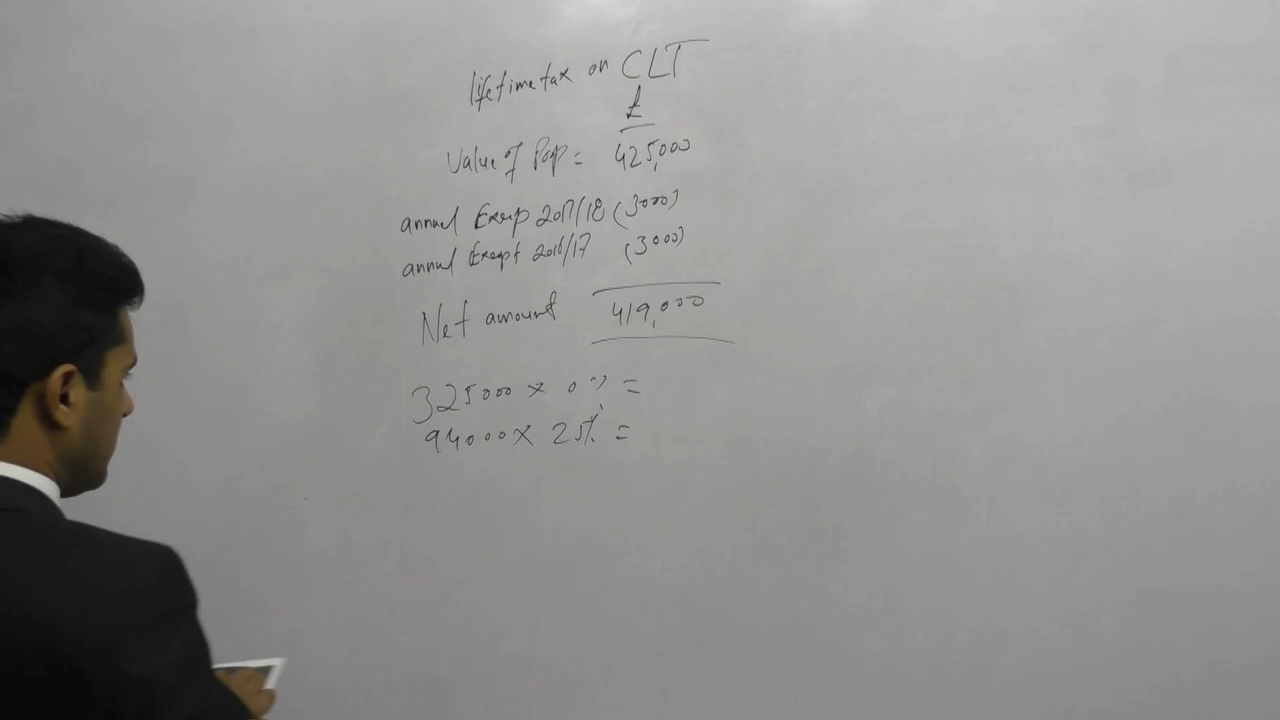 lifetime tax on CLT
£
Value of Pop = 425,000
annual Exemp 2017/18 (3000)
annual Exempt 2016/17 (3000)
Net amount 419,000
325000 x 0% =
94000 x 25% =